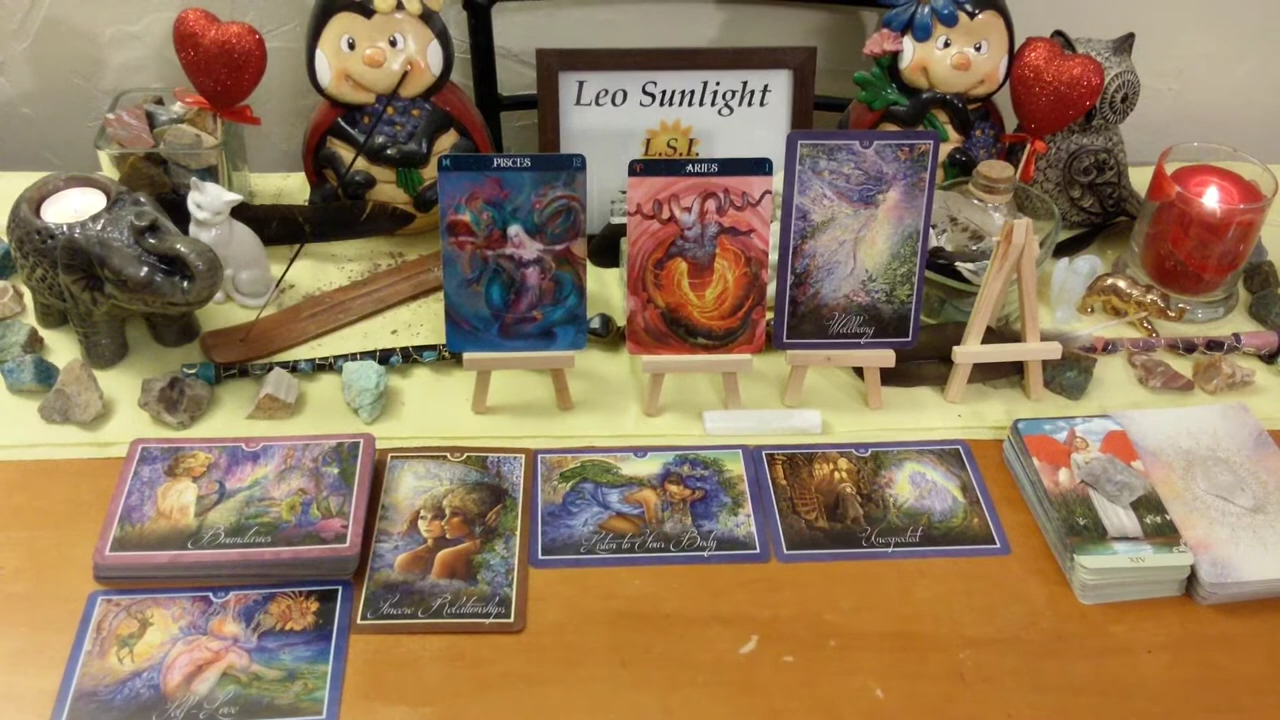 Leo Sunlight
L.S.I.
PISCES 12
ARIES 1
Wellbeing
Boundaries
Sincere Relationships
Listen to Your Body
Unexpected
XIV
Self-Love